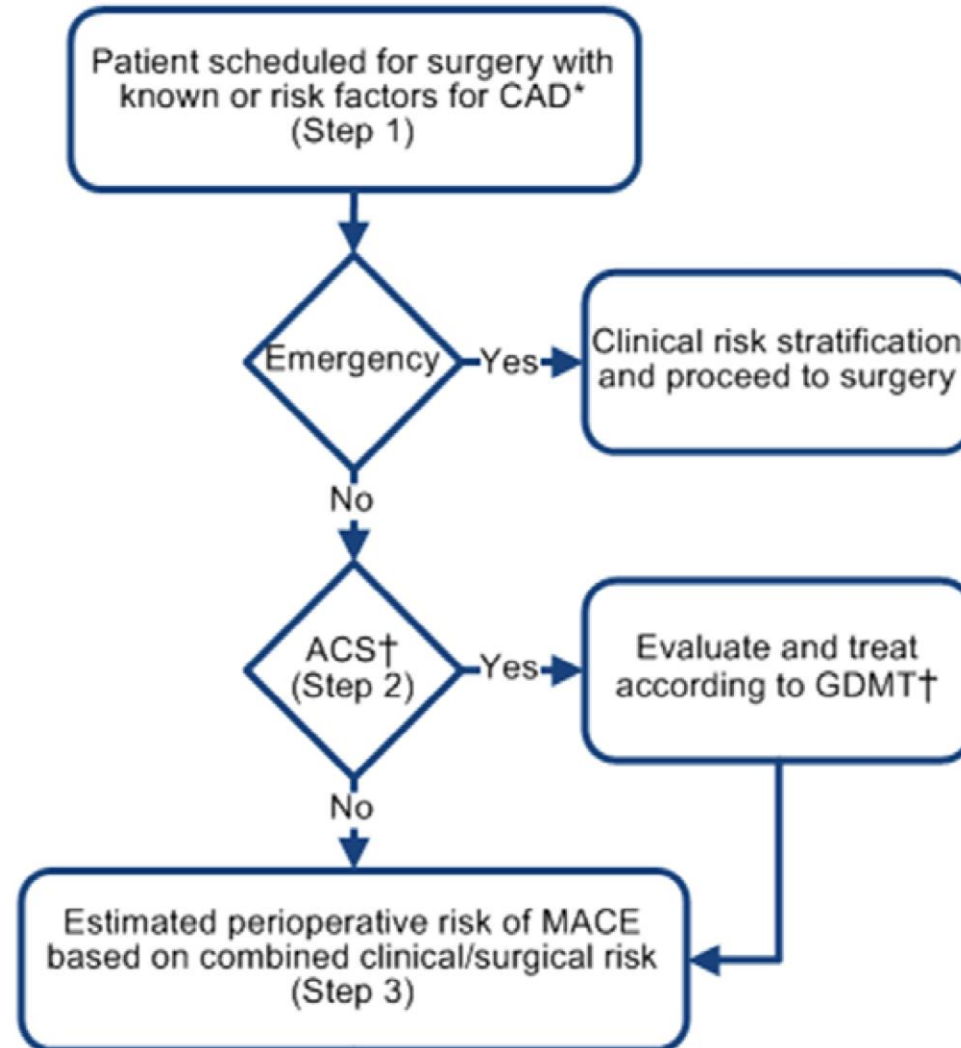 Patient scheduled for surgery with
known or risk factors for CAD*
(Step 1)
Emergency
Yes
Clinical risk stratification
and proceed to surgery
No
ACS†
(Step 2)
Yes
Evaluate and treat
according to GDMT†
No
Estimated perioperative risk of MACE
based on combined clinical/surgical risk
(Step 3)